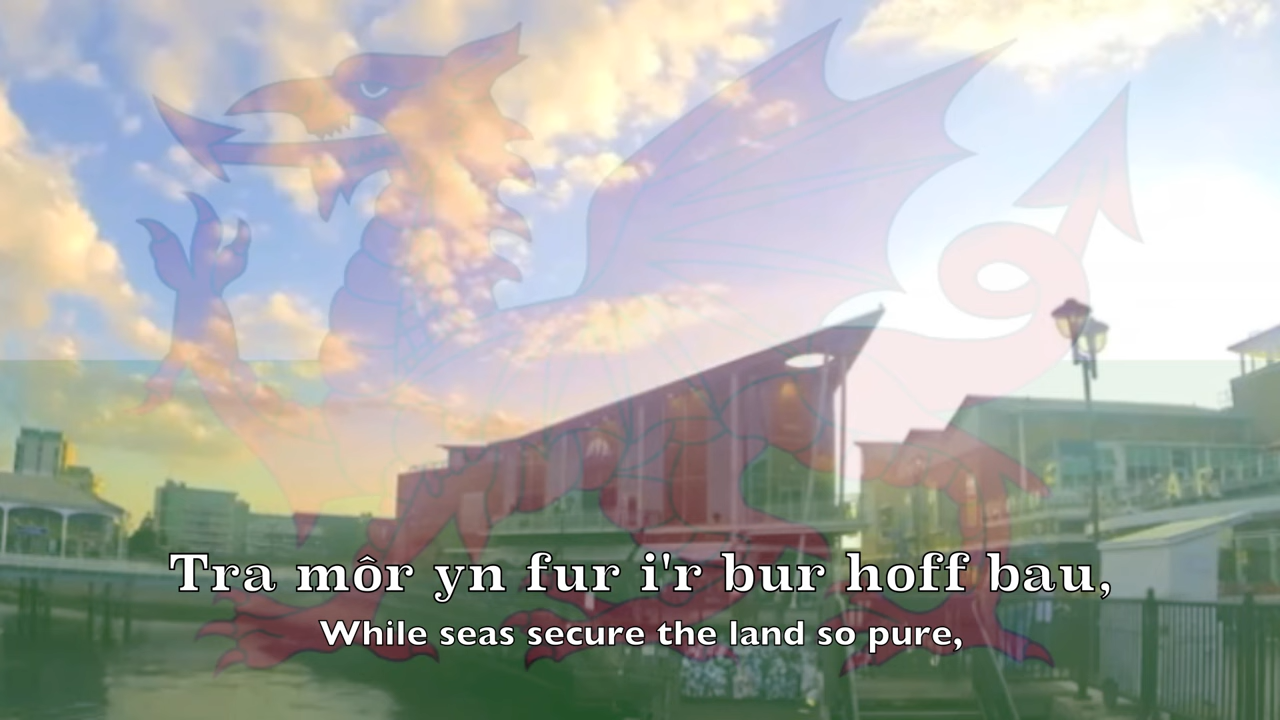 Tra môr yn fur i'r bur hoff bau,
While seas secure the land so pure,